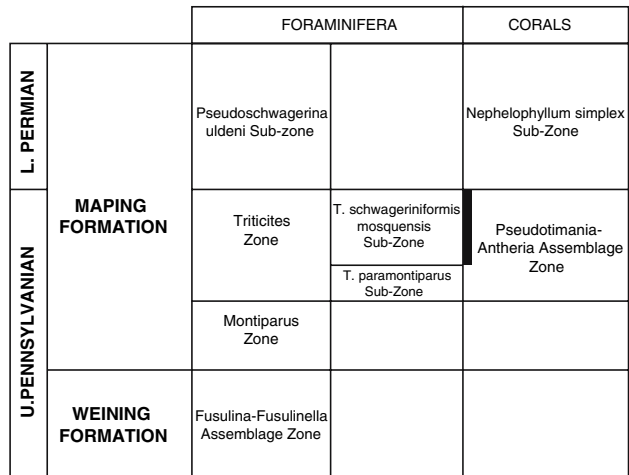 FORAMINIFERA
CORALS
L. PERMIAN
U.PENNSYLVANIAN
MAPING
FORMATION
WEINING
FORMATION
Pseudoschwagerina
uldeni Sub-zone
Nephelophyllum simplex
Sub-Zone
Triticites
Zone
T. schwageriniformis
mosquensis
Sub-Zone
T. paramontiparus
Sub-Zone
Pseudotimania-
Antheria Assemblage
Zone
Montiparus
Zone
Fusulina-Fusulinella
Assemblage Zone